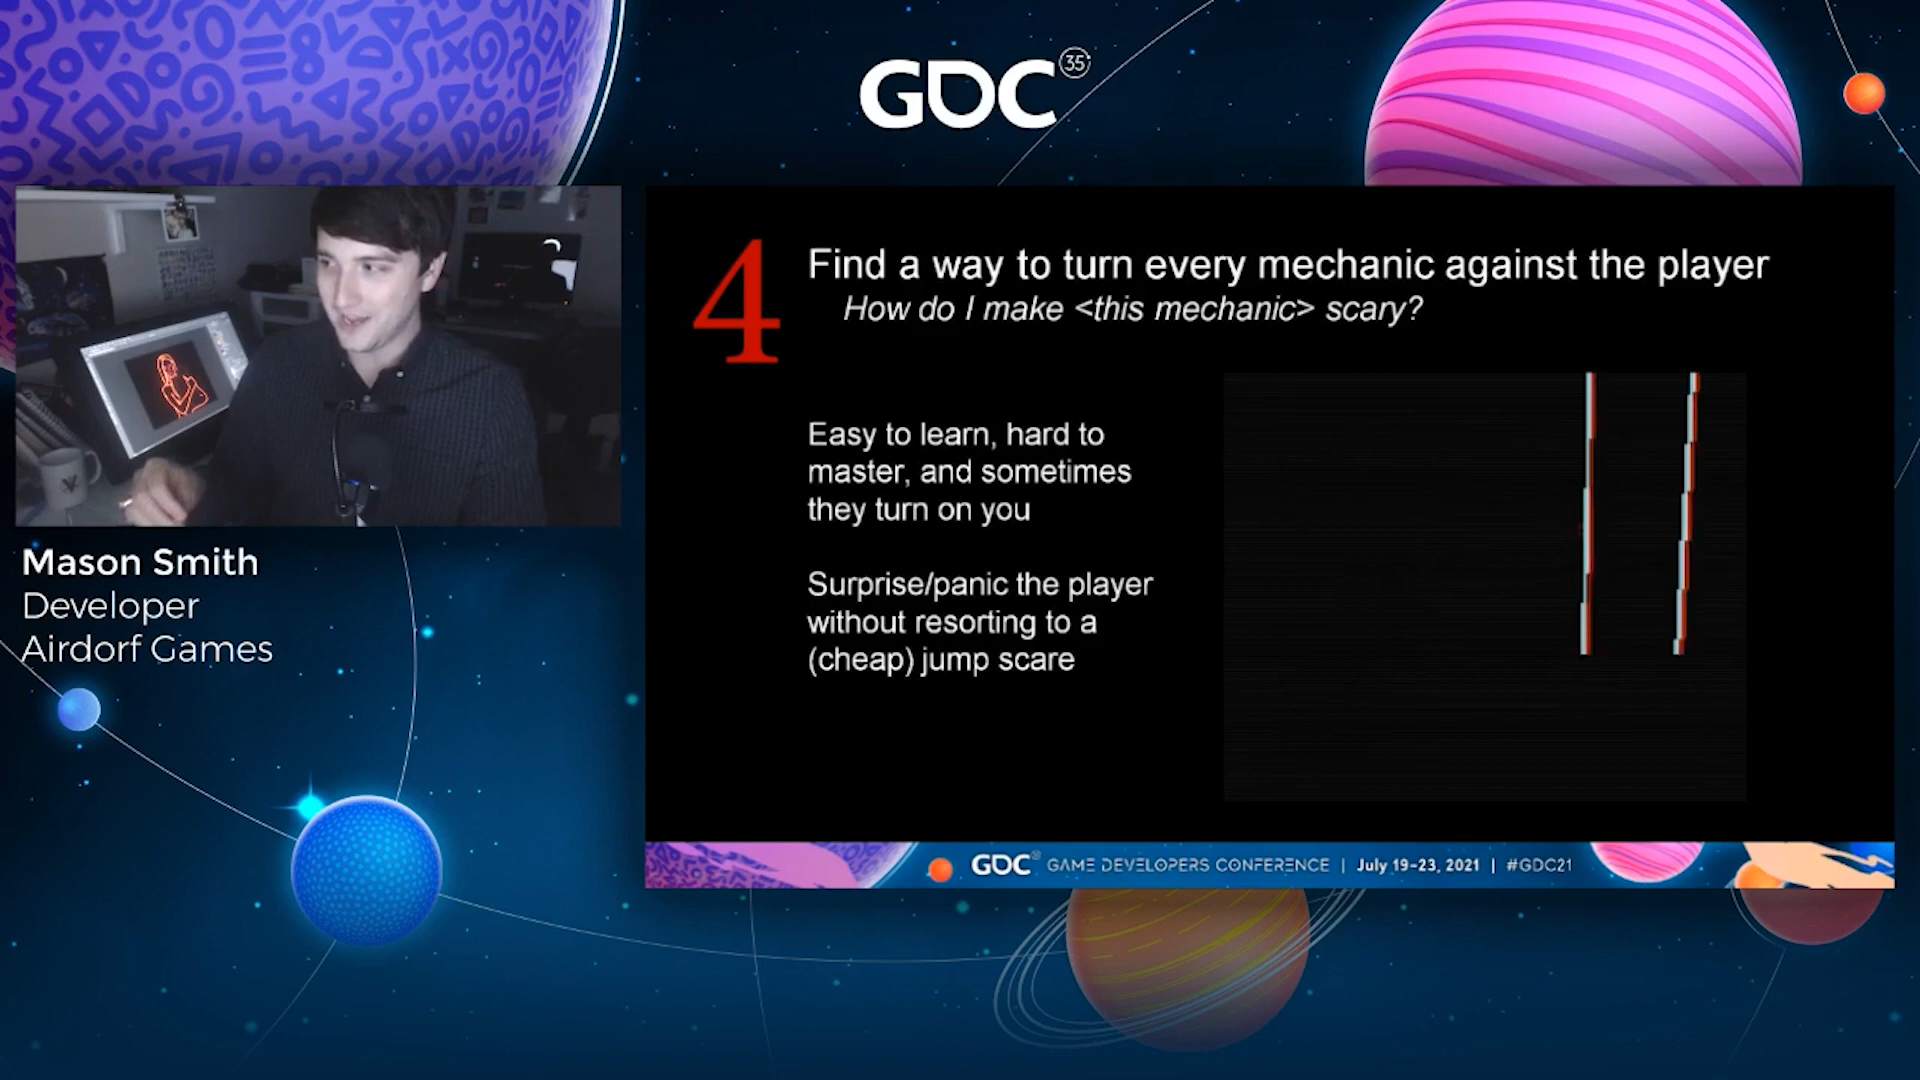 GDC 35
4
Find a way to turn every mechanic against the player
How do I make <this mechanic> scary?
Easy to learn, hard to
master, and sometimes
they turn on you
Surprise/panic the player
without resorting to a
(cheap) jump scare
Mason Smith
Developer
Airdorf Games
GDC GAME DEVELOPERS CONFERENCE | July 19-23, 2021 | #GDC21